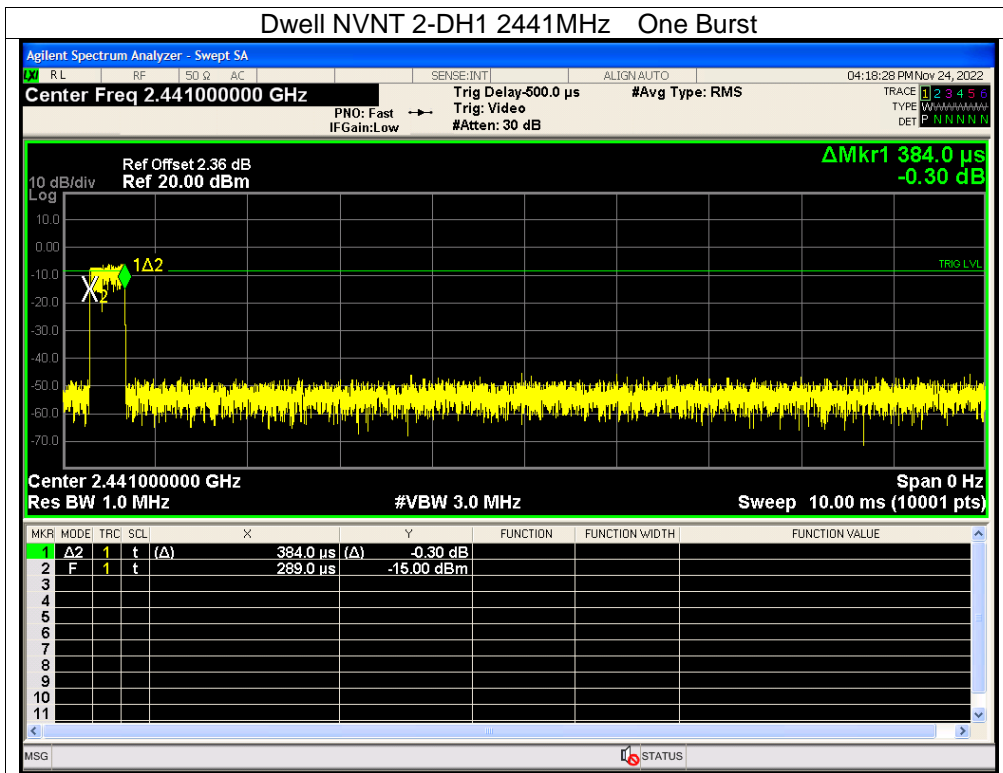 Dwell NVNT 2-DH1 2441MHz One Burst
Agilent Spectrum Analyzer - Swept SA
LXI RL RF 50 Ω AC SENSE:INT ALIGN AUTO 04:18:28 PM Nov 24, 2022
Center Freq 2.441000000 GHz Trig Delay-500.0 µs #Avg Type: RMS TRACE 1 2 3 4 5 6
PNO: Fast Trig: Video TYPE WWWWWW
IFGain:Low #Atten: 30 dB DET P N N N N N
ΔMkr1 384.0 µs
-0.30 dB
Ref Offset 2.36 dB
10 dB/div Ref 20.00 dBm
Log
10.0
0.00
-10.0
-20.0
-30.0
-40.0
-50.0
-60.0
-70.0
1Δ2
2
TRIG LVL
Center 2.441000000 GHz Span 0 Hz
Res BW 1.0 MHz #VBW 3.0 MHz Sweep 10.00 ms (10001 pts)
MKR MODE TRC SCL X Y FUNCTION FUNCTION WIDTH FUNCTION VALUE
1 Δ2 1 t (Δ) 384.0 µs (Δ) -0.30 dB
2 F 1 t 289.0 µs -15.00 dBm
3
4
5
6
7
8
9
10
11
MSG STATUS